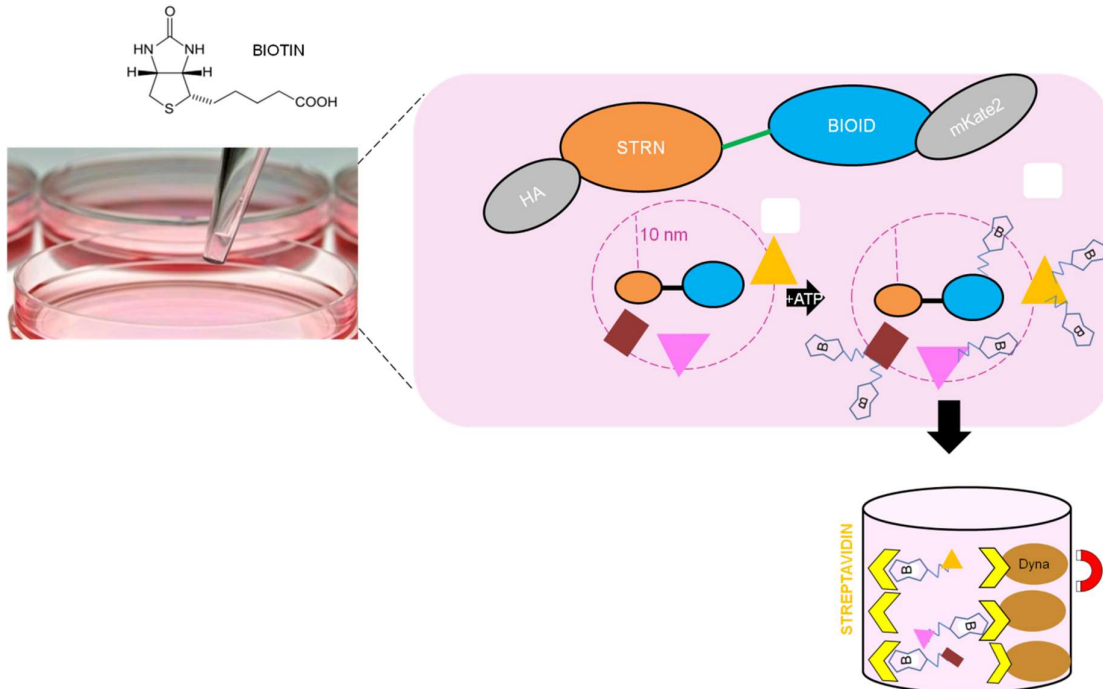 O
HN
NH
BIOTIN
H
H
S
COOH
STRN
BIOID
mKate2
HA
10 nm
+ATP
B
B
B
B
B
B
STREPTAVIDIN
B
Dyna
B
B